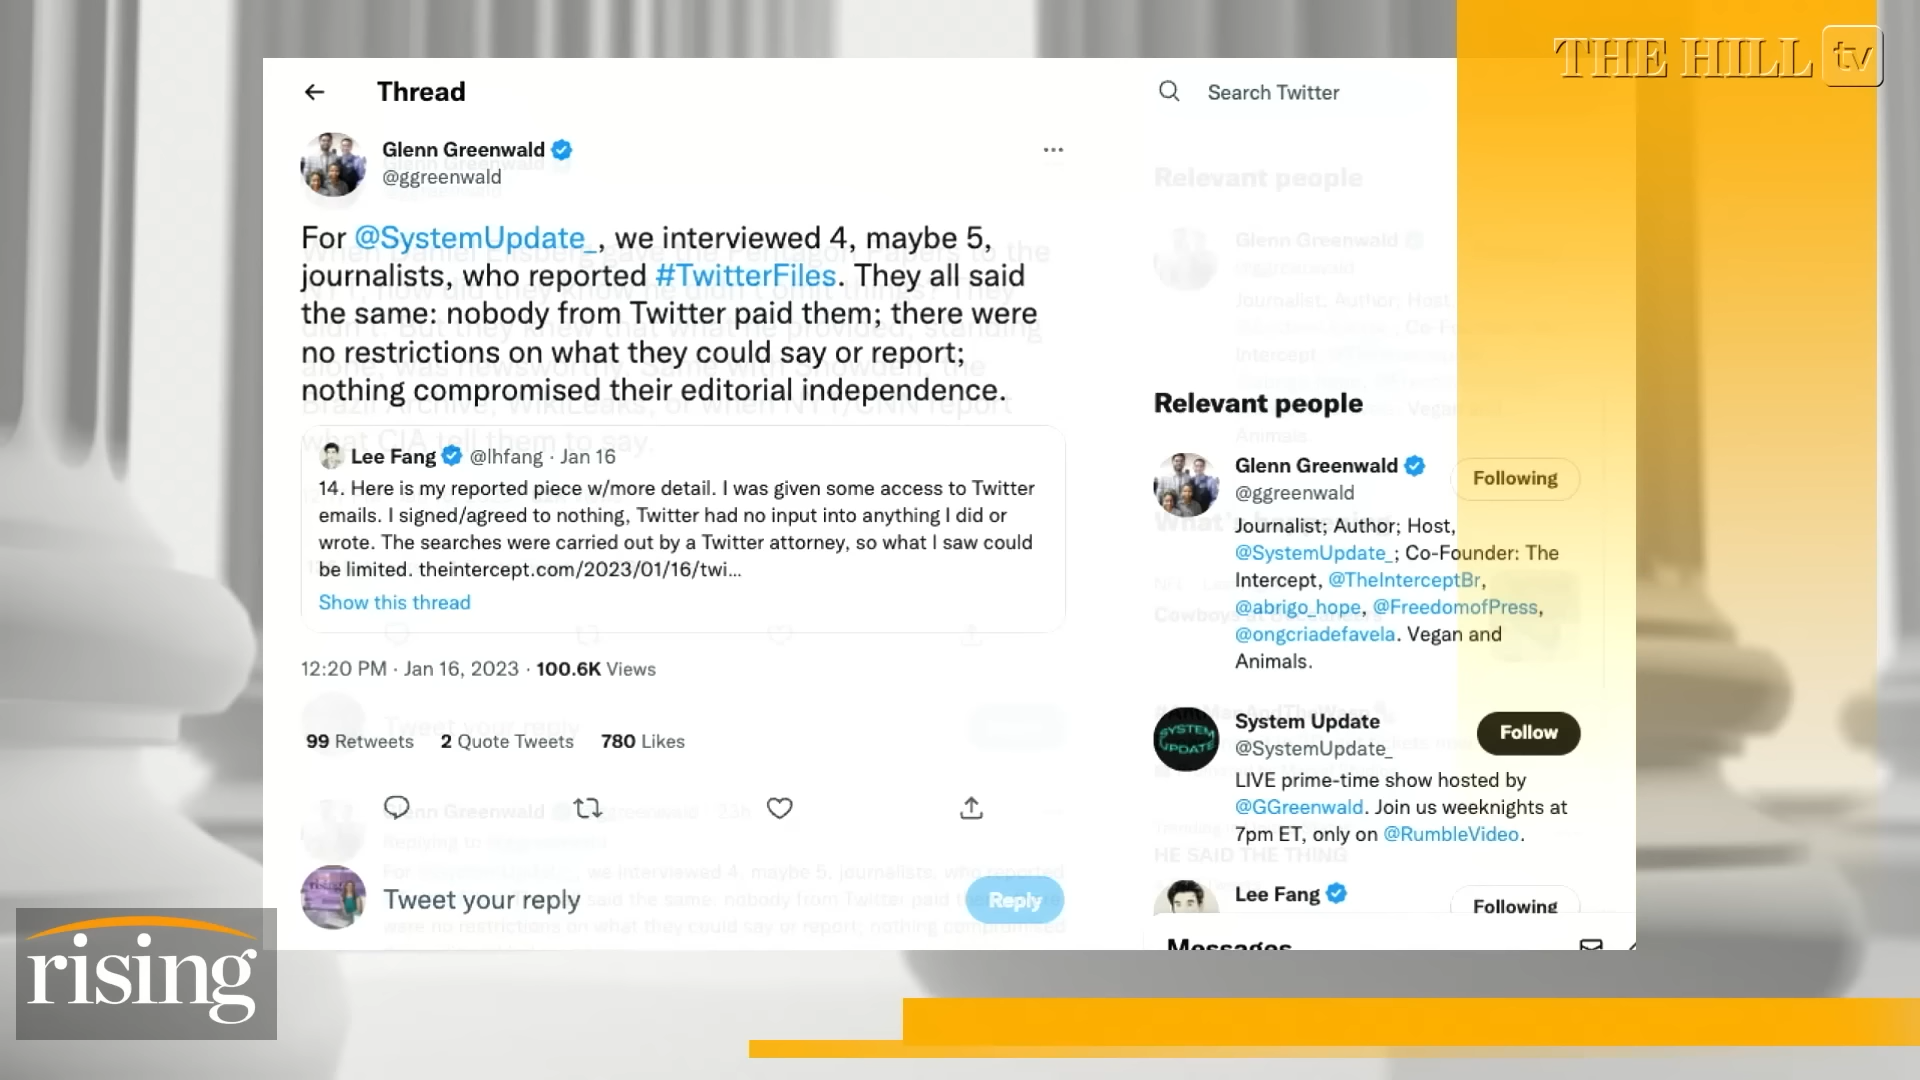 THE HILL tv
Thread
Search Twitter
Glenn Greenwald
@ggreenwald
For @SystemUpdate_, we interviewed 4, maybe 5,
journalists, who reported #TwitterFiles. They all said
the same: nobody from Twitter paid them; there were
no restrictions on what they could say or report;
nothing compromised their editorial independence.
Lee Fang @lhfang · Jan 16
14. Here is my reported piece w/more detail. I was given some access to Twitter
emails. I signed/agreed to nothing, Twitter had no input into anything I did or
wrote. The searches were carried out by a Twitter attorney, so what I saw could
be limited. theintercept.com/2023/01/16/twi...
Show this thread
12:20 PM · Jan 16, 2023 · 100.6K Views
99 Retweets 2 Quote Tweets 780 Likes
Tweet your reply
Reply
Relevant people
Glenn Greenwald
@ggreenwald
Following
Journalist; Author; Host,
@SystemUpdate_; Co-Founder: The
Intercept, @TheInterceptBr,
@abrigo_hope, @FreedomofPress,
@ongcriadefavela. Vegan and
Animals.
SYSTEM
UPDATE
System Update
@SystemUpdate_
Follow
LIVE prime-time show hosted by
@GGreenwald. Join us weeknights at
7pm ET, only on @RumbleVideo.
Lee Fang
Following
Messages
rising